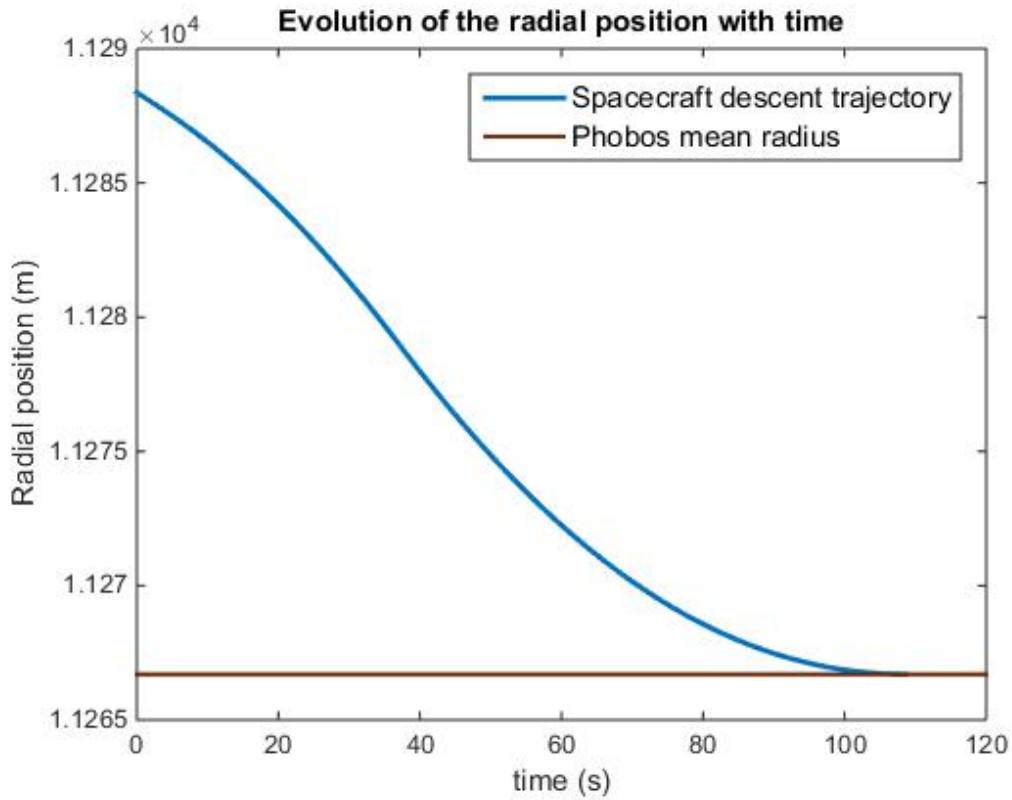 Evolution of the radial position with time
×10⁴
1.129
1.1285
1.128
1.1275
1.127
1.1265
Radial position (m)
Spacecraft descent trajectory
Phobos mean radius
0 20 40 60 80 100 120
time (s)